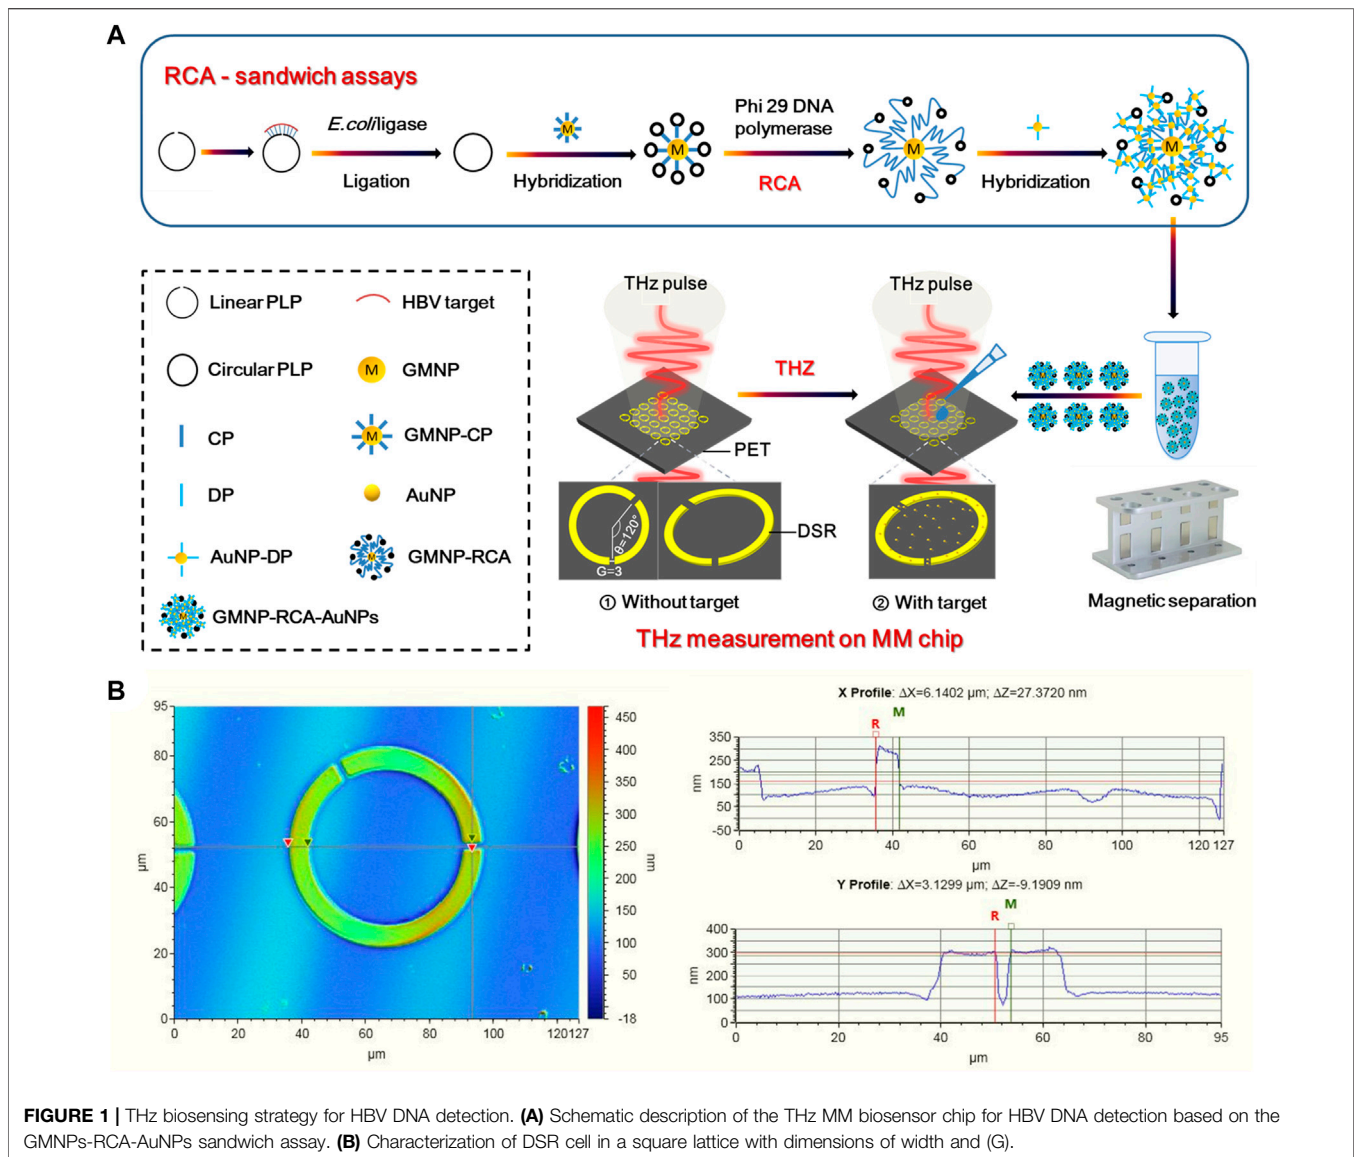 A
RCA - sandwich assays
E.coliligase
Ligation
M
Hybridization
M
Phi 29 DNA
polymerase
RCA
M
Hybridization
M
Linear PLP
HBV target
Circular PLP
M
GMNP
CP
M
GMNP-CP
DP
AuNP
AuNP-DP
M
GMNP-RCA
GMNP-RCA-AuNPs
THz pulse
THz pulse
THZ
PET
θ=120°
G=3
DSR
① Without target
② With target
Magnetic separation
THz measurement on MM chip
B
95
80
60
40
20
0
µm
0 20 40 60 80 100 120 127
µm
450
400
350
300
250
200
150
100
50
-18
nm
X Profile: ΔX=6.1402 µm; ΔZ=27.3720 nm
R M
350
250
150
50
-50
nm
0 20 40 60 80 100 120 127
µm
Y Profile: ΔX=3.1299 µm; ΔZ=-9.1909 nm
R M
400
300
200
100
0
nm
0 20 40 60 80 95
µm
FIGURE 1 | THz biosensing strategy for HBV DNA detection. (A) Schematic description of the THz MM biosensor chip for HBV DNA detection based on the
GMNPs-RCA-AuNPs sandwich assay. (B) Characterization of DSR cell in a square lattice with dimensions of width and (G).